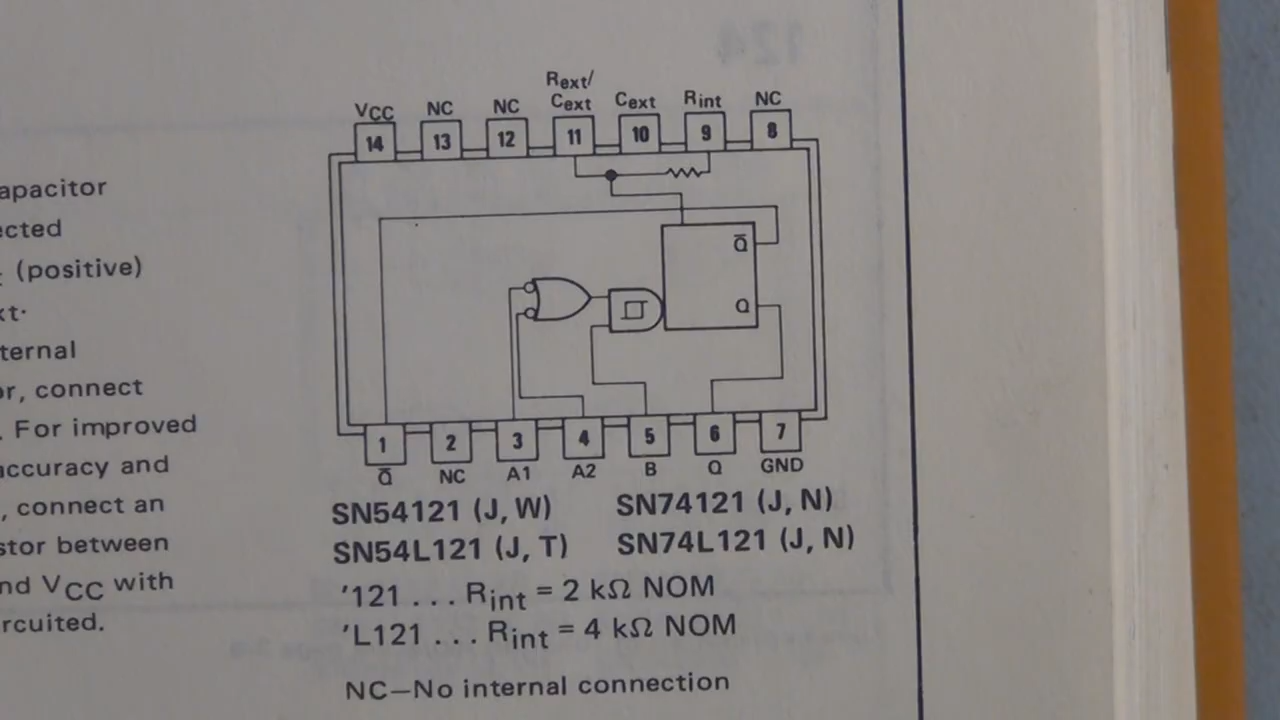 Rext/
VCC NC NC Cext Cext Rint NC
14 13 12 11 10 9 8
apacitor
ected
(positive)
xt·
ternal
or, connect
. For improved
accuracy and
, connect an
stor between
nd VCC with
rcuited.
Q̅
Q
1 2 3 4 5 6 7
Q̅ NC A1 A2 B Q GND
SN54121 (J, W) SN74121 (J, N)
SN54L121 (J, T) SN74L121 (J, N)
'121 . . . Rint = 2 kΩ NOM
'L121 . . . Rint = 4 kΩ NOM
NC—No internal connection